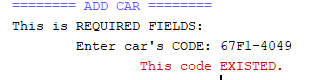 ======== ADD CAR ========
This is REQUIRED FIELDS:
Enter car's CODE: 67F1-4049
This code EXISTED.